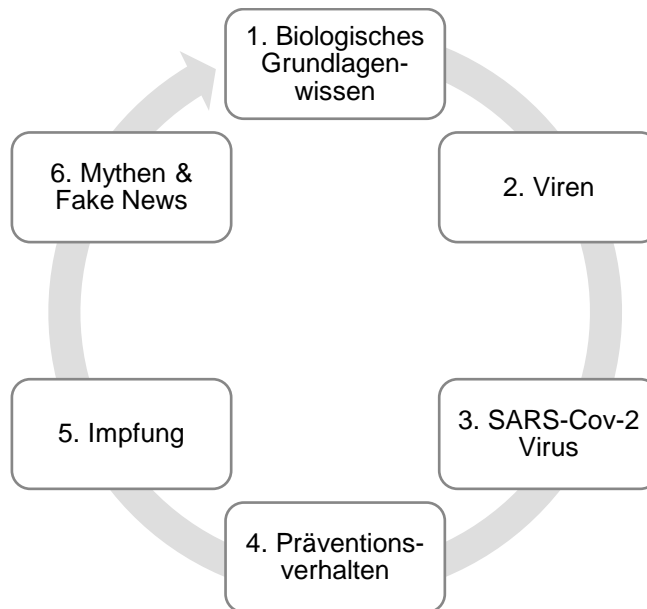 1. Biologisches
Grundlagen-
wissen
2. Viren
3. SARS-Cov-2
Virus
4. Präventions-
verhalten
5. Impfung
6. Mythen &
Fake News